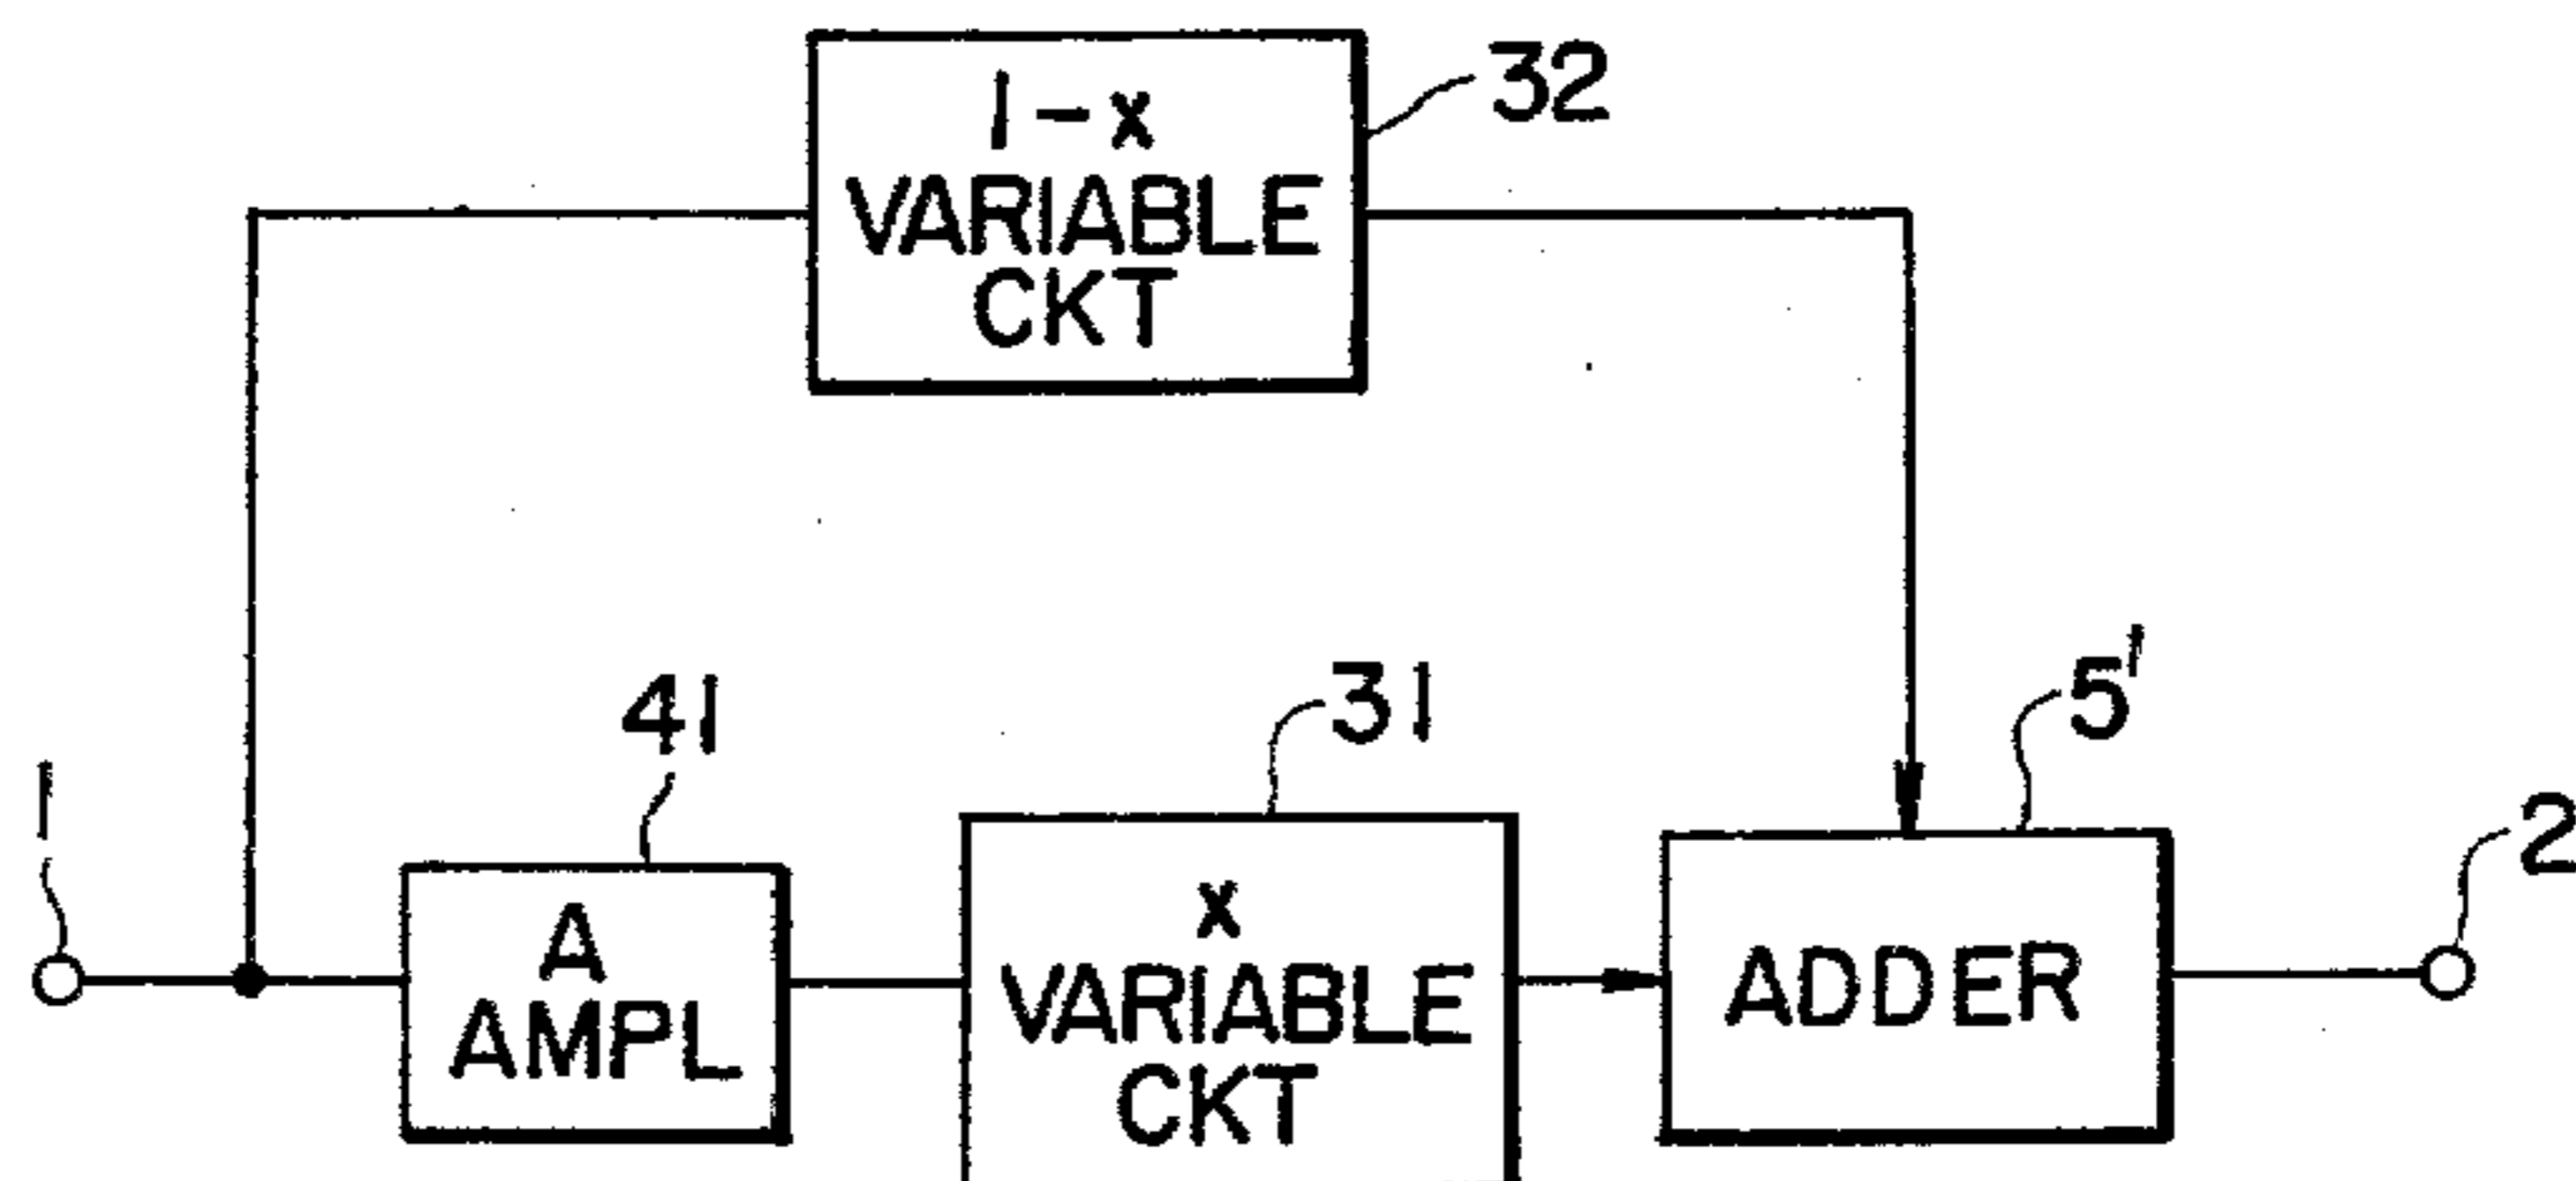 1-x
VARIABLE
CKT
32
41
31
5'
1
2
A
AMPL
x
VARIABLE
CKT
ADDER